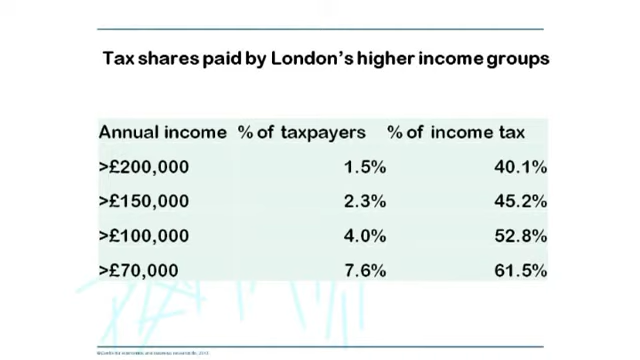 Tax shares paid by London's higher income groups
Annual income % of taxpayers % of income tax
>£200,000 1.5% 40.1%
>£150,000 2.3% 45.2%
>£100,000 4.0% 52.8%
>£70,000 7.6% 61.5%